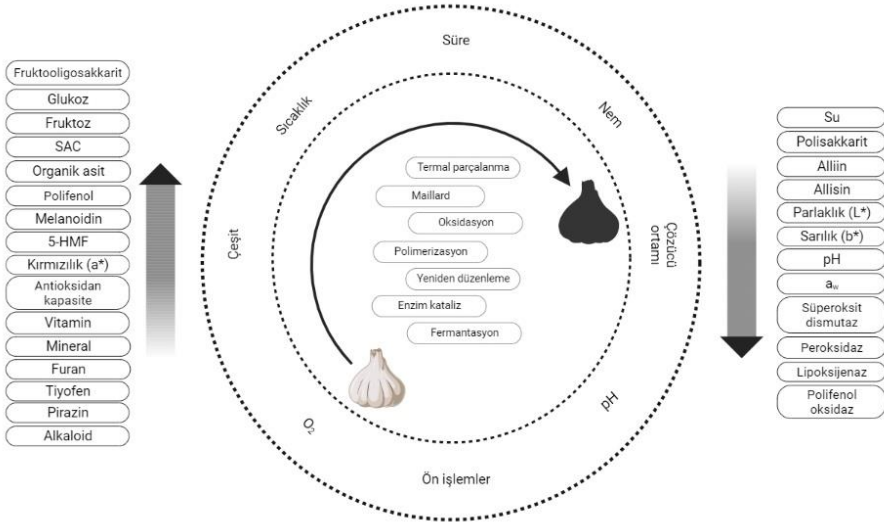 Fruktooligosakkarit
Glukoz
Fruktoz
SAC
Organik asit
Polifenol
Melanoidin
5-HMF
Kırmızılık (a*)
Antioksidan
kapasite
Vitamin
Mineral
Furan
Tiyofen
Pirazin
Alkaloid
Süre
Sıcaklık
Nem
Çeşit
Çözücü
ortamı
O₂
pH
Ön işlemler
Termal parçalanma
Maillard
Oksidasyon
Polimerizasyon
Yeniden düzenleme
Enzim kataliz
Fermantasyon
Su
Polisakkarit
Alliin
Allisin
Parlaklık (L*)
Sarılık (b*)
pH
aw
Süperoksit
dismutaz
Peroksidaz
Lipoksijenaz
Polifenol
oksidaz